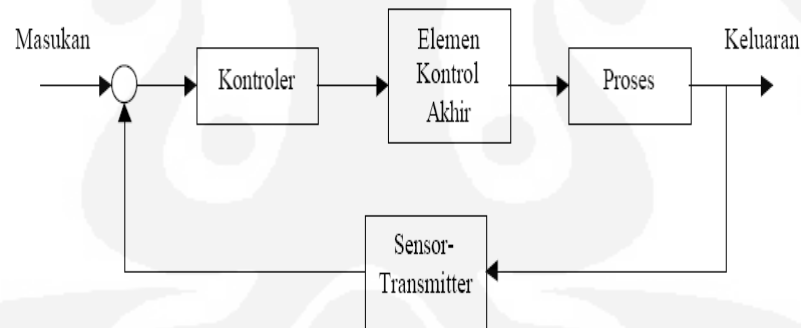 Masukan
Kontroler
Elemen
Kontrol
Akhir
Proses
Keluaran
Sensor-
Transmitter